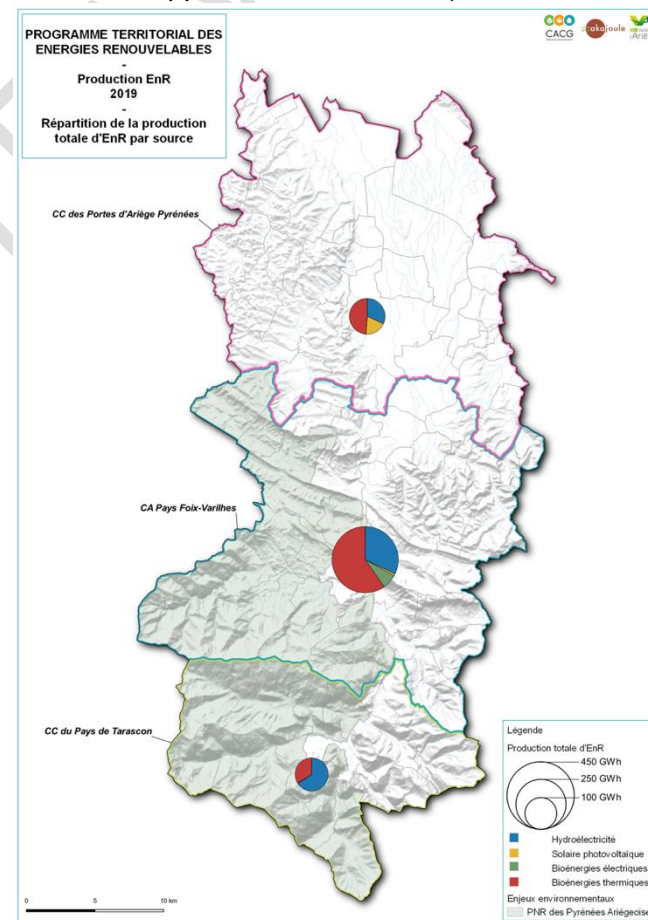 PROGRAMME TERRITORIAL DES
ENERGIES RENOUVELABLES
-
Production EnR
2019
-
Répartition de la production
totale d'EnR par source
CACG
akajoule
Ariè
CC des Portes d'Ariège Pyrénées
CA Pays Foix-Varilhes
CC du Pays de Tarascon
Légende
Production totale d'EnR
450 GWh
250 GWh
100 GWh
Hydroélectricité
Solaire photovoltaïque
Bioénergies électriques
Bioénergies thermiques
Enjeux environnementaux
PNR des Pyrénées Ariégeoise
0 5 10 km